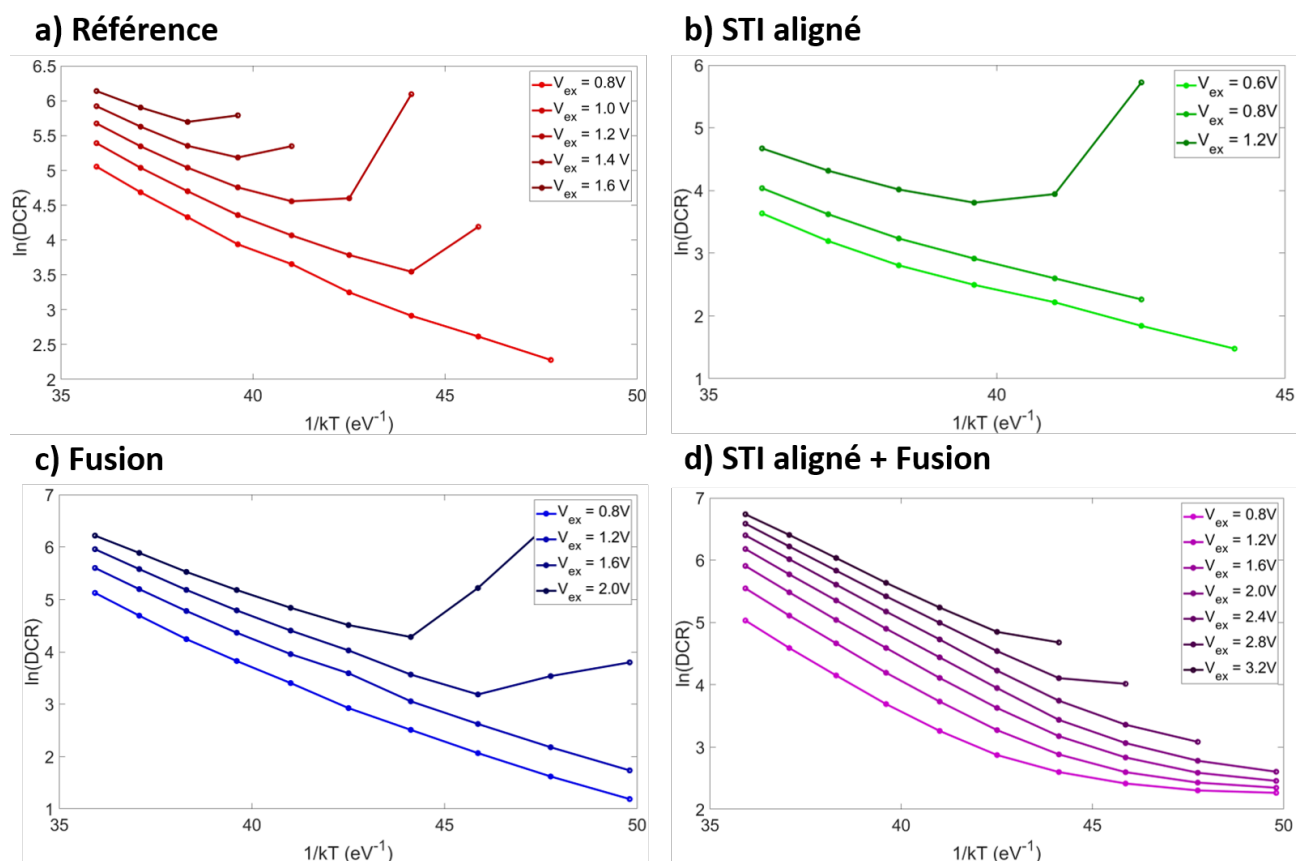 a) Référence
6.5
6
5.5
5
4.5
4
3.5
3
2.5
2
35
40
45
50
ln(DCR)
1/kT (eV-1)
Vex = 0.8V
Vex = 1.0 V
Vex = 1.2 V
Vex = 1.4 V
Vex = 1.6 V
b) STI aligné
6
5
4
3
2
1
35
40
45
ln(DCR)
1/kT (eV-1)
Vex = 0.6V
Vex = 0.8V
Vex = 1.2V
c) Fusion
7
6
5
4
3
2
1
35
40
45
50
ln(DCR)
1/kT (eV-1)
Vex = 0.8V
Vex = 1.2V
Vex = 1.6V
Vex = 2.0V
d) STI aligné + Fusion
7
6
5
4
3
2
35
40
45
50
ln(DCR)
1/kT (eV-1)
Vex = 0.8V
Vex = 1.2V
Vex = 1.6V
Vex = 2.0V
Vex = 2.4V
Vex = 2.8V
Vex = 3.2V